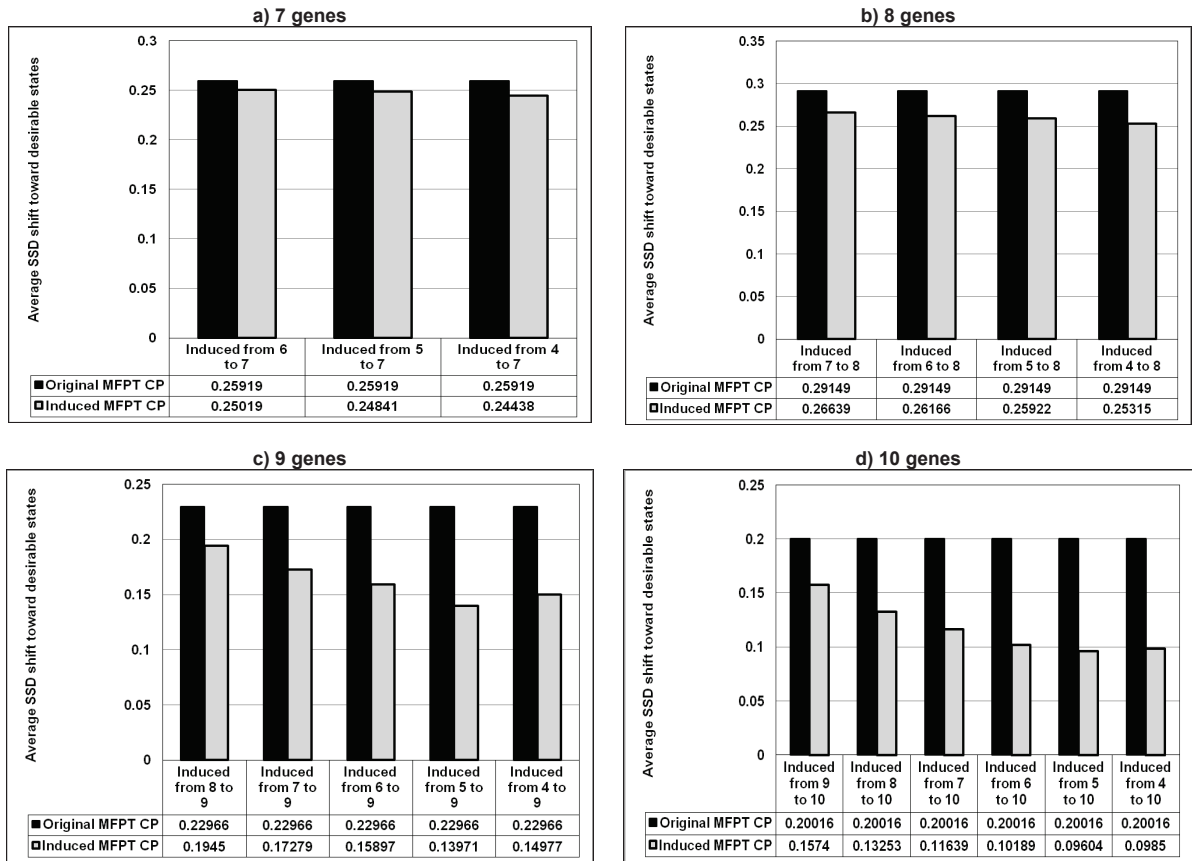 a) 7 genes
Average SSD shift toward desirable states
0.3
0.25
0.2
0.15
0.1
0.05
0
Induced from 6 to 7
Induced from 5 to 7
Induced from 4 to 7
Original MFPT CP 0.25919 0.25919 0.25919
Induced MFPT CP 0.25019 0.24841 0.24438
b) 8 genes
Average SSD shift toward desirable states
0.35
0.3
0.25
0.2
0.15
0.1
0.05
0
Induced from 7 to 8
Induced from 6 to 8
Induced from 5 to 8
Induced from 4 to 8
Original MFPT CP 0.29149 0.29149 0.29149 0.29149
Induced MFPT CP 0.26639 0.26166 0.25922 0.25315
c) 9 genes
Average SSD shift toward desirable states
0.25
0.2
0.15
0.1
0.05
0
Induced from 8 to 9
Induced from 7 to 9
Induced from 6 to 9
Induced from 5 to 9
Induced from 4 to 9
Original MFPT CP 0.22966 0.22966 0.22966 0.22966 0.22966
Induced MFPT CP 0.1945 0.17279 0.15897 0.13971 0.14977
d) 10 genes
Average SSD shift toward desirable states
0.25
0.2
0.15
0.1
0.05
0
Induced from 9 to 10
Induced from 8 to 10
Induced from 7 to 10
Induced from 6 to 10
Induced from 5 to 10
Induced from 4 to 10
Original MFPT CP 0.20016 0.20016 0.20016 0.20016 0.20016 0.20016
Induced MFPT CP 0.1574 0.13253 0.11639 0.10189 0.09604 0.0985